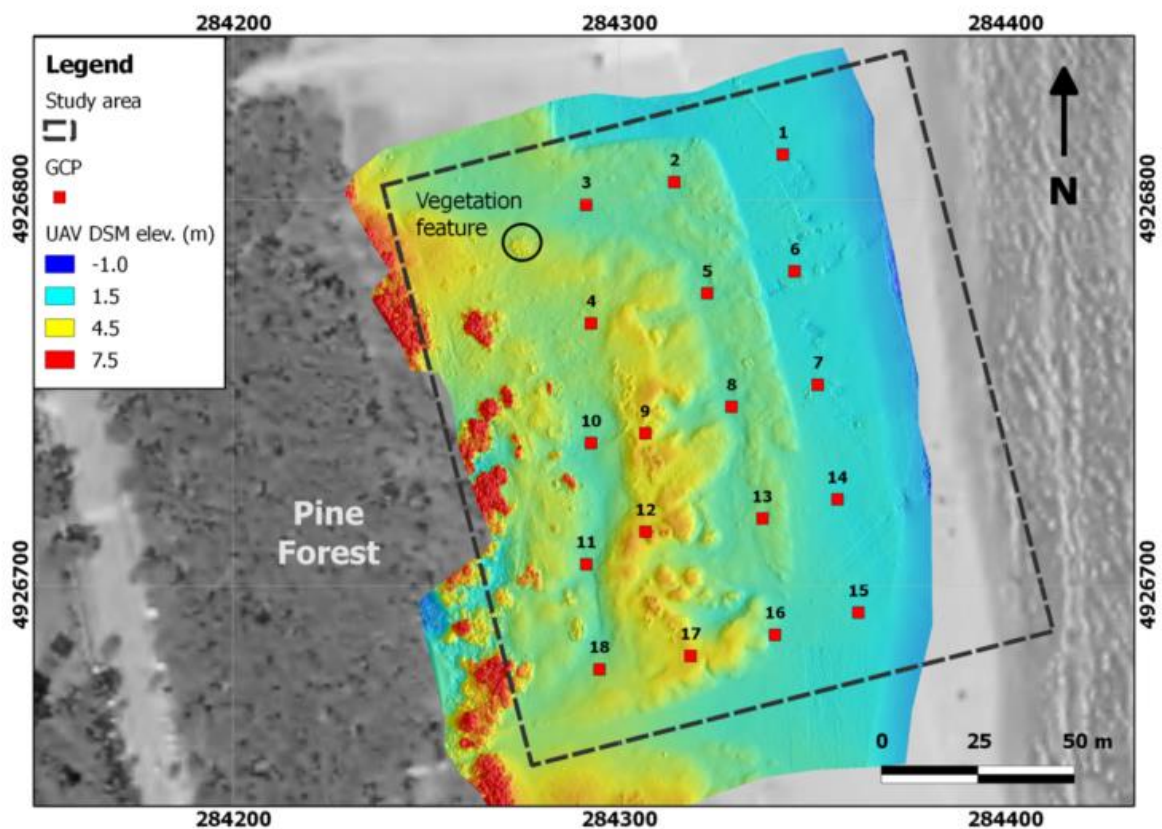 284200 284300 284400
Legend
Study area
GCP
UAV DSM elev. (m)
-1.0
1.5
4.5
7.5
4926800
4926800
N
Vegetation
feature
1
2
3
6
5
4
7
8
9
10
14
13
12
11
15
16
17
18
Pine
Forest
4926700
4926700
0 25 50 m
284200 284300 284400